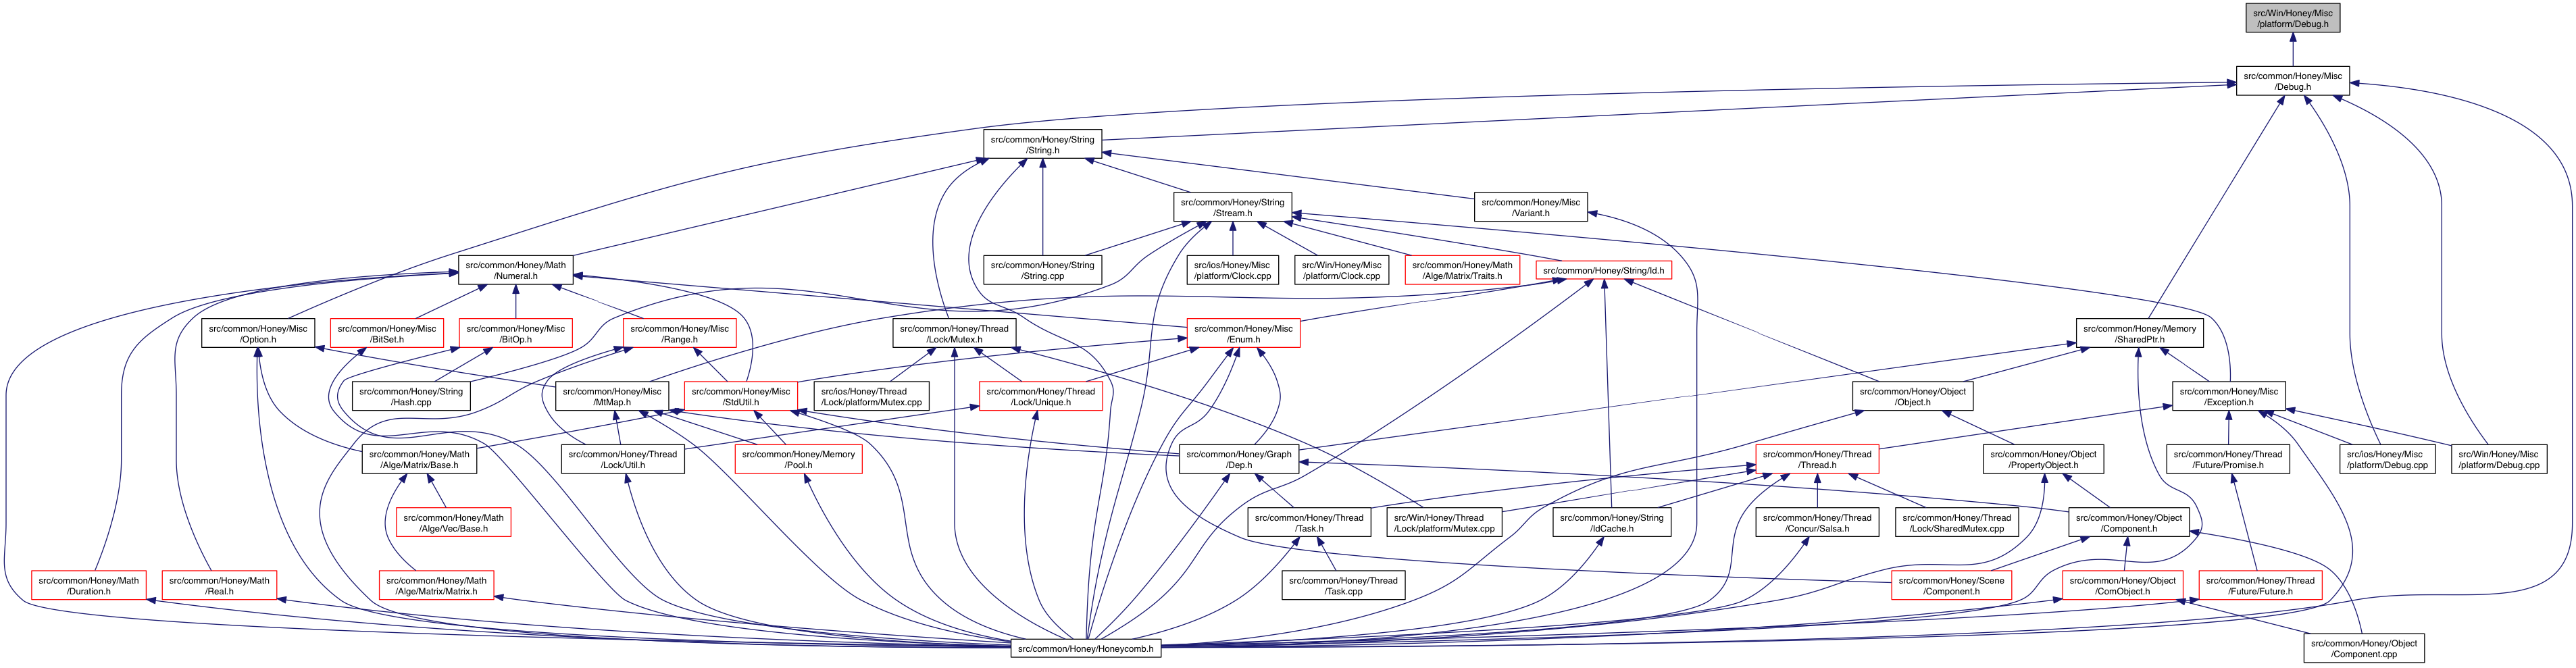 src/Win/Honey/Misc
/platform/Debug.h
src/common/Honey/Misc
/Debug.h
src/common/Honey/String
/String.h
src/common/Honey/String
/Stream.h
src/common/Honey/Misc
/Variant.h
src/common/Honey/Math
/Numeral.h
src/common/Honey/String
/String.cpp
src/ios/Honey/Misc
/platform/Clock.cpp
src/Win/Honey/Misc
/platform/Clock.cpp
src/common/Honey/Math
/Alge/Matrix/Traits.h
src/common/Honey/String/Id.h
src/common/Honey/Misc
/Option.h
src/common/Honey/Misc
/BitSet.h
src/common/Honey/Misc
/BitOp.h
src/common/Honey/Misc
/Range.h
src/common/Honey/Thread
/Lock/Mutex.h
src/common/Honey/Misc
/Enum.h
src/common/Honey/Memory
/SharedPtr.h
src/common/Honey/String
/Hash.cpp
src/common/Honey/Misc
/MtMap.h
src/common/Honey/Misc
/StdUtil.h
src/ios/Honey/Thread
/Lock/platform/Mutex.cpp
src/common/Honey/Thread
/Lock/Unique.h
src/common/Honey/Object
/Object.h
src/common/Honey/Misc
/Exception.h
src/common/Honey/Math
/Alge/Matrix/Base.h
src/common/Honey/Thread
/Lock/Util.h
src/common/Honey/Memory
/Pool.h
src/common/Honey/Graph
/Dep.h
src/common/Honey/Thread
/Thread.h
src/common/Honey/Object
/PropertyObject.h
src/common/Honey/Thread
/Future/Promise.h
src/ios/Honey/Misc
/platform/Debug.cpp
src/Win/Honey/Misc
/platform/Debug.cpp
src/common/Honey/Math
/Alge/Vec/Base.h
src/common/Honey/Thread
/Task.h
src/Win/Honey/Thread
/Lock/platform/Mutex.cpp
src/common/Honey/String
/IdCache.h
src/common/Honey/Thread
/Concur/Salsa.h
src/common/Honey/Thread
/Lock/SharedMutex.cpp
src/common/Honey/Object
/Component.h
src/common/Honey/Math
/Duration.h
src/common/Honey/Math
/Real.h
src/common/Honey/Math
/Alge/Matrix/Matrix.h
src/common/Honey/Thread
/Task.cpp
src/common/Honey/Scene
/Component.h
src/common/Honey/Object
/ComObject.h
src/common/Honey/Thread
/Future/Future.h
src/common/Honey/Honeycomb.h
src/common/Honey/Object
/Component.cpp